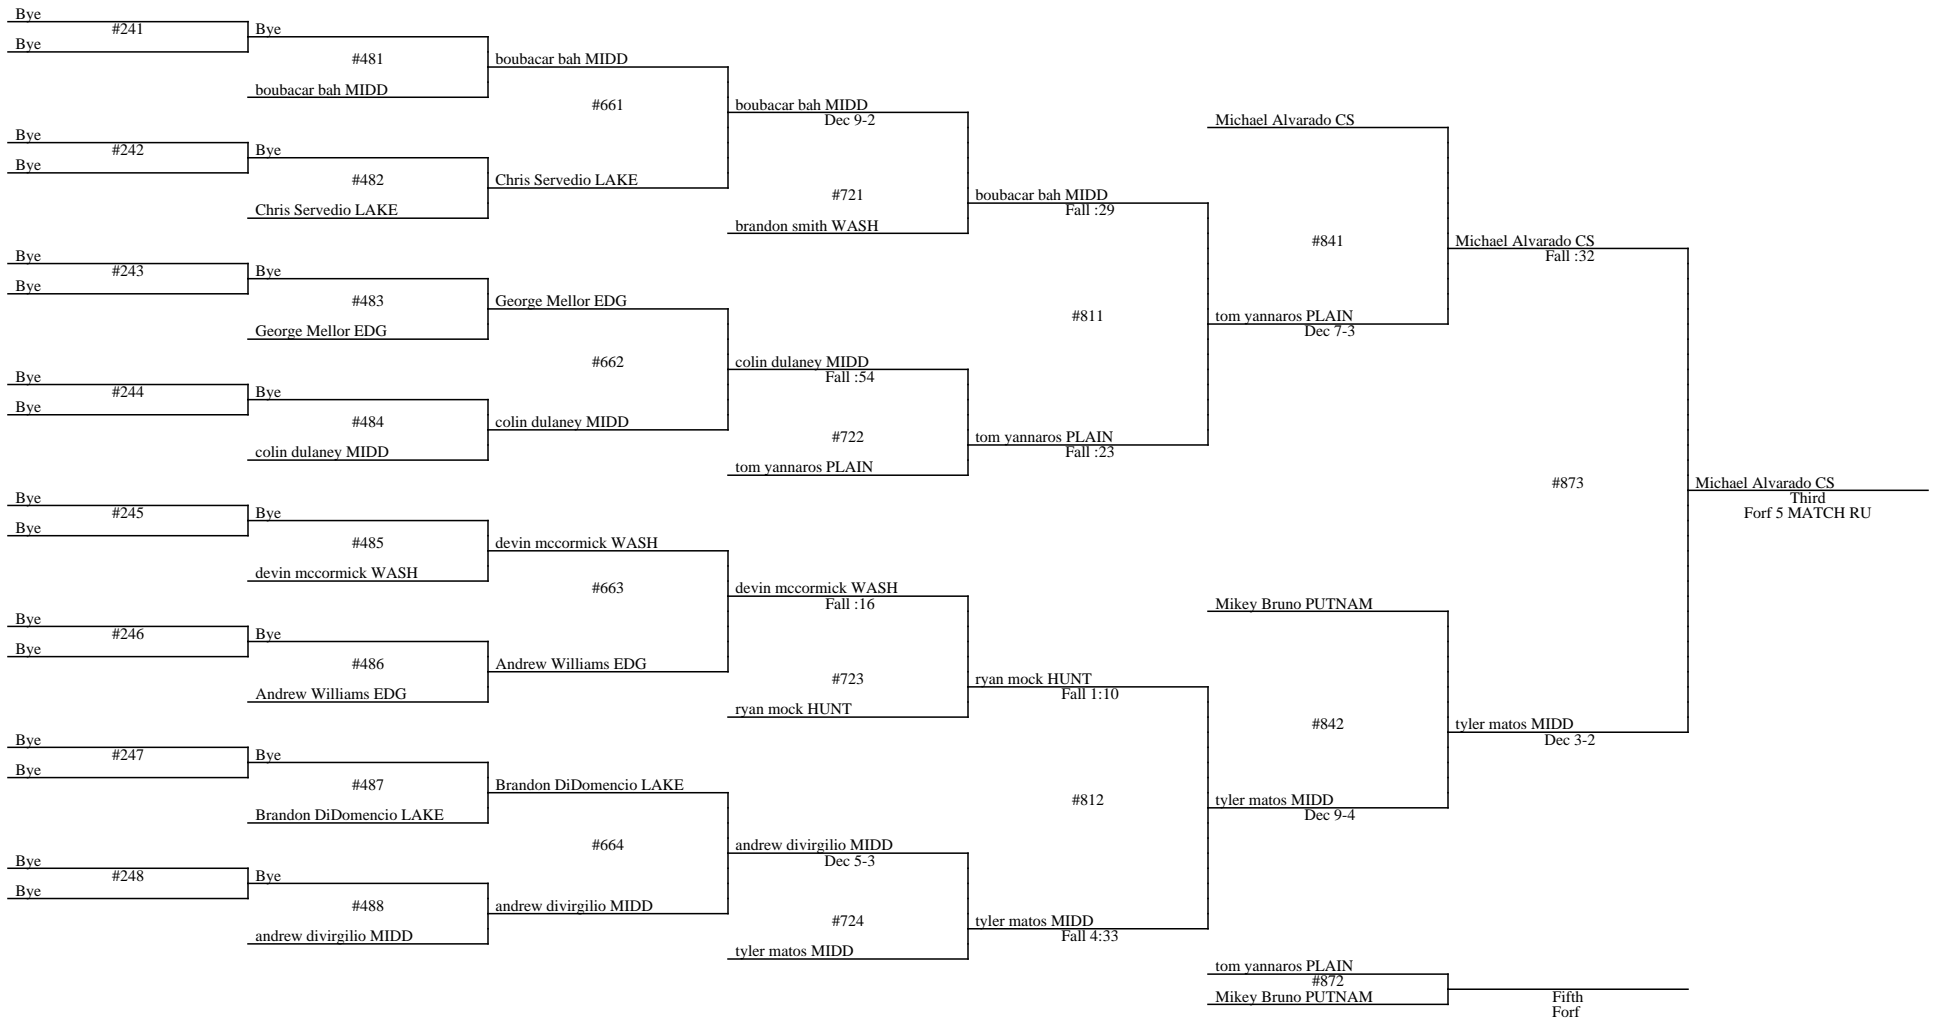 Bye
#241
Bye
Bye
#481
boubacar bah MIDD
boubacar bah MIDD
#661
Bye
#242
Bye
Bye
#482
Chris Servedio LAKE
Chris Servedio LAKE
boubacar bah MIDD
Dec 9-2
#721
brandon smith WASH
boubacar bah MIDD
Fall :29
Bye
#243
Bye
Bye
#483
George Mellor EDG
George Mellor EDG
#662
Bye
#244
Bye
Bye
#484
colin dulaney MIDD
colin dulaney MIDD
colin dulaney MIDD
Fall :54
#722
tom yannaros PLAIN
tom yannaros PLAIN
Fall :23
#811
Michael Alvarado CS
#841
tom yannaros PLAIN
Dec 7-3
Michael Alvarado CS
Fall :32
Bye
#245
Bye
Bye
#485
devin mccormick WASH
devin mccormick WASH
#663
Bye
#246
Bye
Bye
#486
Andrew Williams EDG
Andrew Williams EDG
devin mccormick WASH
Fall :16
#723
ryan mock HUNT
ryan mock HUNT
Fall 1:10
Bye
#247
Bye
Bye
#487
Brandon DiDomencio LAKE
Brandon DiDomencio LAKE
#664
Bye
#248
Bye
Bye
#488
andrew divirgilio MIDD
andrew divirgilio MIDD
andrew divirgilio MIDD
Dec 5-3
#724
tyler matos MIDD
tyler matos MIDD
Fall 4:33
#812
Mikey Bruno PUTNAM
#842
tyler matos MIDD
Dec 9-4
tyler matos MIDD
Dec 3-2
#873
Michael Alvarado CS
Third
Forf 5 MATCH RU
tom yannaros PLAIN
#872
Mikey Bruno PUTNAM
Fifth
Forf